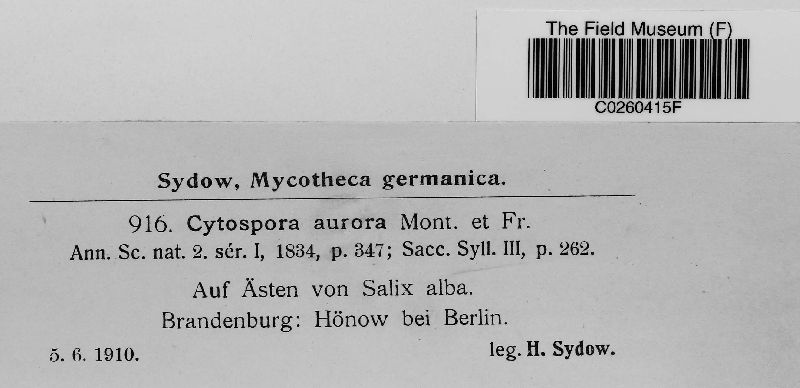 The Field Museum (F)
C0260415F
Sydow, Mycotheca germanica.
916. Cytospora aurora Mont. et Fr.
Ann. Sc. nat. 2. sér. I, 1834, p. 347; Sacc. Syll. III, p. 262.
Auf Ästen von Salix alba.
Brandenburg: Hönow bei Berlin.
5. 6. 1910. leg. H. Sydow.